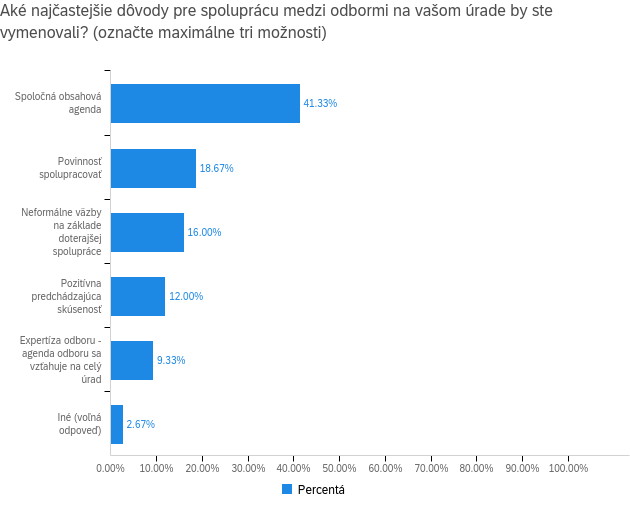 Aké najčastejšie dôvody pre spoluprácu medzi odbormi na vašom úrade by ste
vymenovali? (označte maximálne tri možnosti)
Spoločná obsahová
agenda
41.33%
Povinnosť
spolupracovať
18.67%
Neformálne väzby
na základe
doterajšej
spolupráce
16.00%
Pozitívna
predchádzajúca
skúsenosť
12.00%
Expertíza odboru -
agenda odboru sa
vzťahuje na celý
úrad
9.33%
Iné (voľná
odpoveď)
2.67%
0.00% 10.00% 20.00% 30.00% 40.00% 50.00% 60.00% 70.00% 80.00% 90.00% 100.00%
Percentá